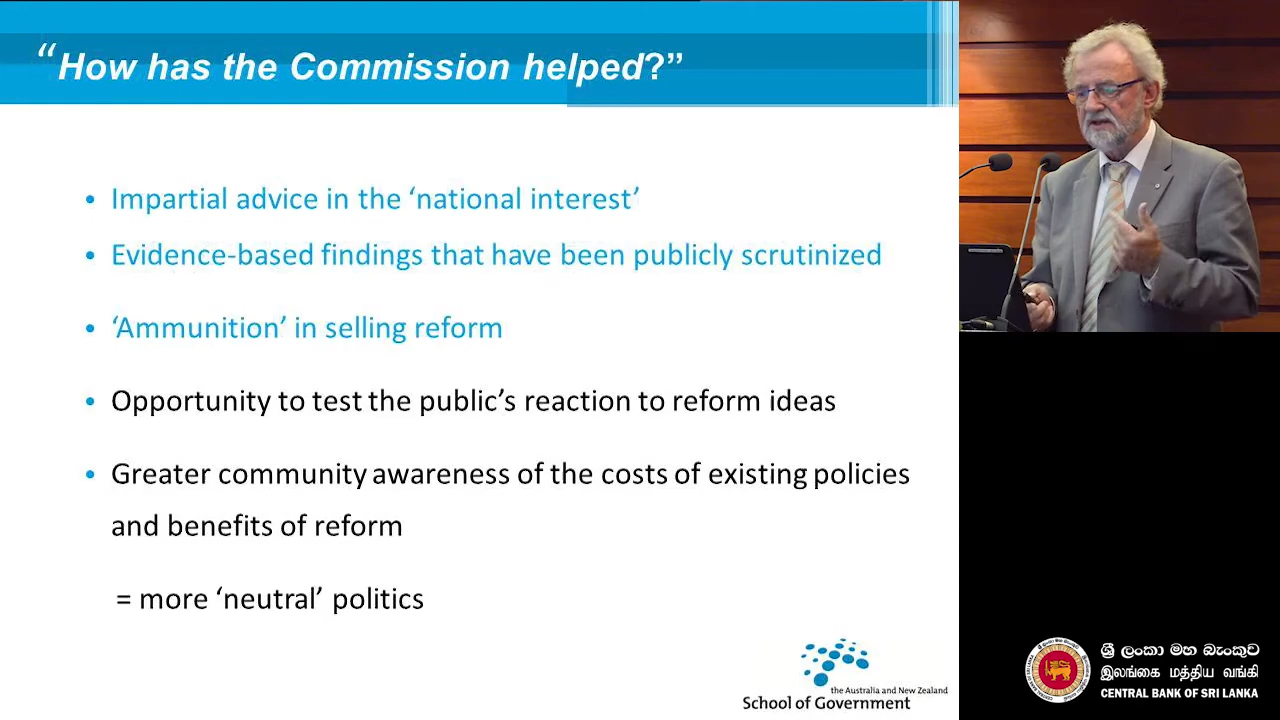 “How has the Commission helped?”
• Impartial advice in the ‘national interest’
• Evidence-based findings that have been publicly scrutinized
• ‘Ammunition’ in selling reform
• Opportunity to test the public’s reaction to reform ideas
• Greater community awareness of the costs of existing policies
and benefits of reform
= more ‘neutral’ politics
the Australia and New Zealand
School of Government
ශ්‍රී ලංකා මහ බැංකුව
இலங்கை மத்திய வங்கி
CENTRAL BANK OF SRI LANKA